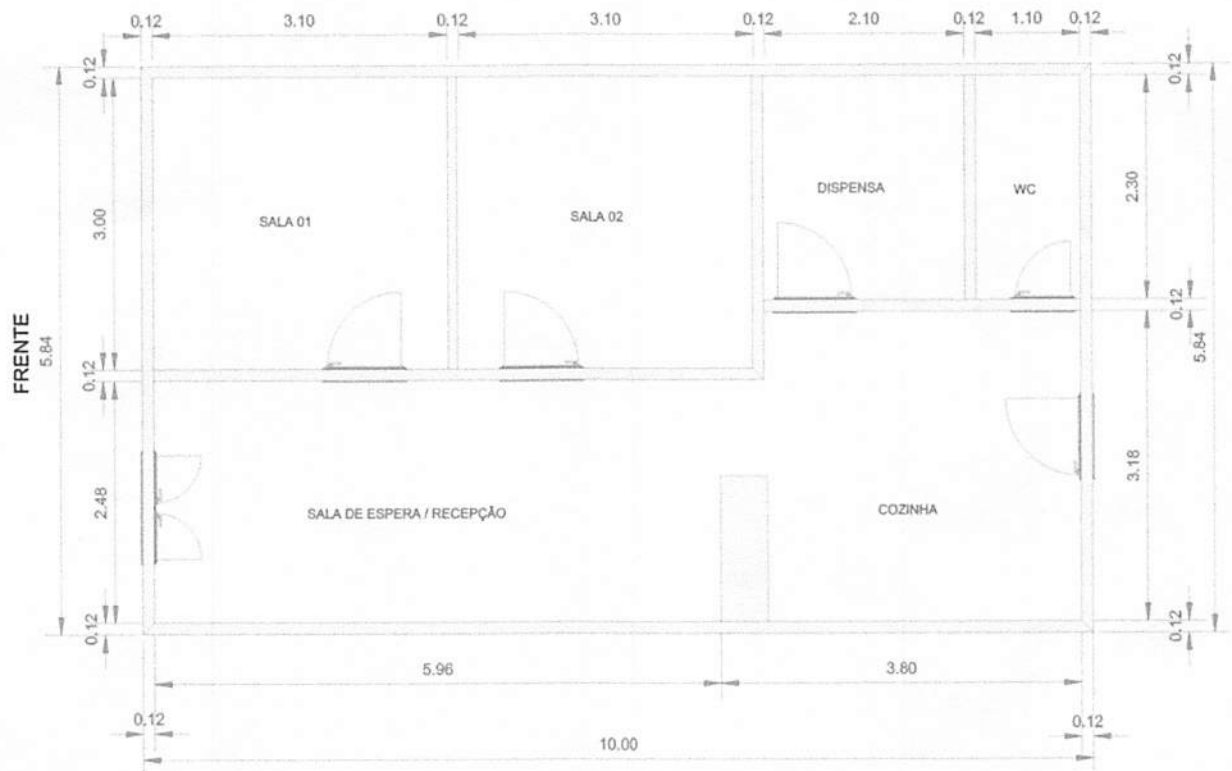 0.12 3.10 0.12 3.10 0.12 2.10 0.12 1.10 0.12
0.12
0.12
FRENTE
5.84
3.00
SALA 01
SALA 02
DISPENSA
WC
2.30
0.12
5.84
0.12
2.48
SALA DE ESPERA / RECEPÇÃO
COZINHA
3.18
0.12
0.12
5.96
3.80
0.12
0.12
10.00